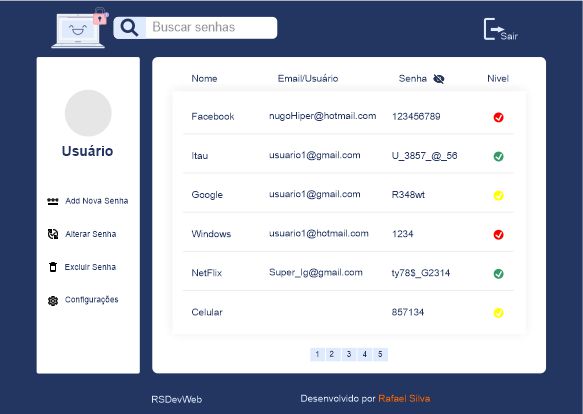 Buscar senhas
Sair
Nome Email/Usuário Senha Nivel
Usuário
Add Nova Senha
Alterar Senha
Excluir Senha
Configurações
Facebook nugoHiper@hotmail.com 123456789
Itau usuario1@gmail.com U_3857_@_56
Google usuario1@gmail.com R348wt
Windows usuario1@hotmail.com 1234
NetFlix Super_lg@gmail.com ty78$_G2314
Celular 857134
1 2 3 4 5
RSDevWeb Desenvolvido por Rafael Silva